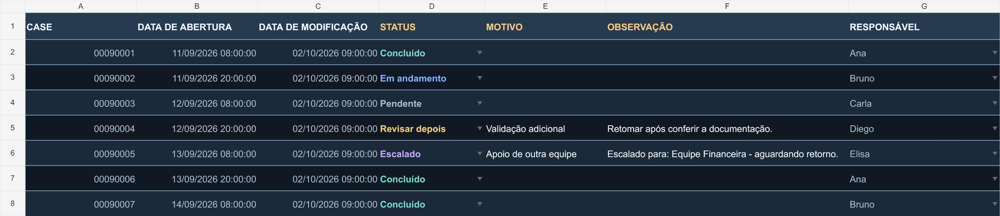 A B C D E F G
1 CASE DATA DE ABERTURA DATA DE MODIFICAÇÃO STATUS MOTIVO OBSERVAÇÃO RESPONSÁVEL
2 00090001 11/09/2026 08:00:00 02/10/2026 09:00:00 Concluído Ana
3 00090002 11/09/2026 20:00:00 02/10/2026 09:00:00 Em andamento Bruno
4 00090003 12/09/2026 08:00:00 02/10/2026 09:00:00 Pendente Carla
5 00090004 12/09/2026 20:00:00 02/10/2026 09:00:00 Revisar depois Validação adicional Retomar após conferir a documentação. Diego
6 00090005 13/09/2026 08:00:00 02/10/2026 09:00:00 Escalado Apoio de outra equipe Escalado para: Equipe Financeira - aguardando retorno. Elisa
7 00090006 13/09/2026 20:00:00 02/10/2026 09:00:00 Concluído Ana
8 00090007 14/09/2026 08:00:00 02/10/2026 09:00:00 Concluído Bruno